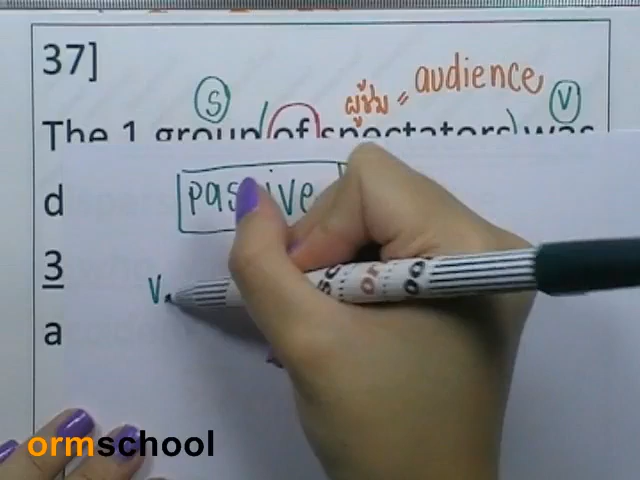 37]
S ผู้ชม = audience V
The 1 group (of spectators) was
d passive
3 V.
a
ormschool